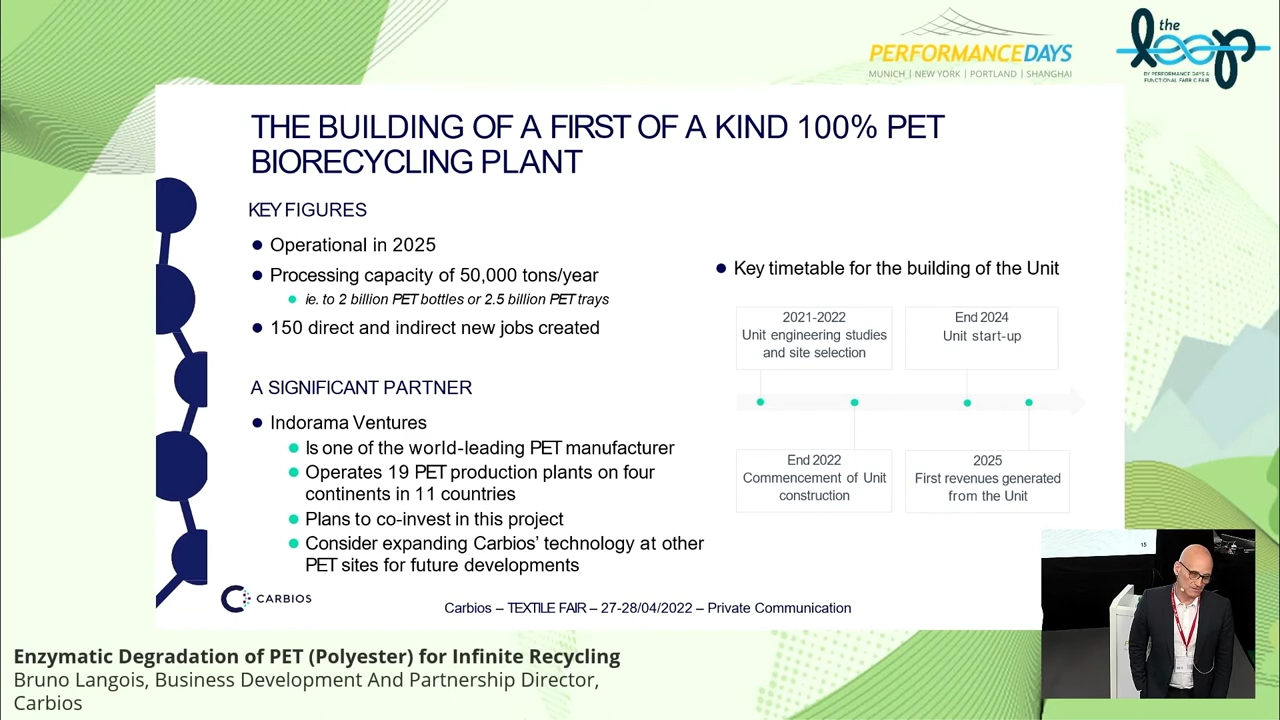 PERFORMANCEDAYS
MUNICH | NEW YORK | PORTLAND | SHANGHAI
the
loop
BY PERFORMANCE DAYS &
FUNCTIONAL FABRIC FAIR
THE BUILDING OF A FIRST OF A KIND 100% PET
BIORECYCLING PLANT
KEY FIGURES
Operational in 2025
Processing capacity of 50,000 tons/year
ie. to 2 billion PET bottles or 2.5 billion PET trays
150 direct and indirect new jobs created
A SIGNIFICANT PARTNER
Indorama Ventures
Is one of the world-leading PET manufacturer
Operates 19 PET production plants on four
continents in 11 countries
Plans to co-invest in this project
Consider expanding Carbios' technology at other
PET sites for future developments
Key timetable for the building of the Unit
2021-2022
Unit engineering studies
and site selection
End 2024
Unit start-up
End 2022
Commencement of Unit
construction
2025
First revenues generated
from the Unit
CARBIOS
Carbios – TEXTILE FAIR – 27-28/04/2022 – Private Communication
15
Enzymatic Degradation of PET (Polyester) for Infinite Recycling
Bruno Langois, Business Development And Partnership Director,
Carbios